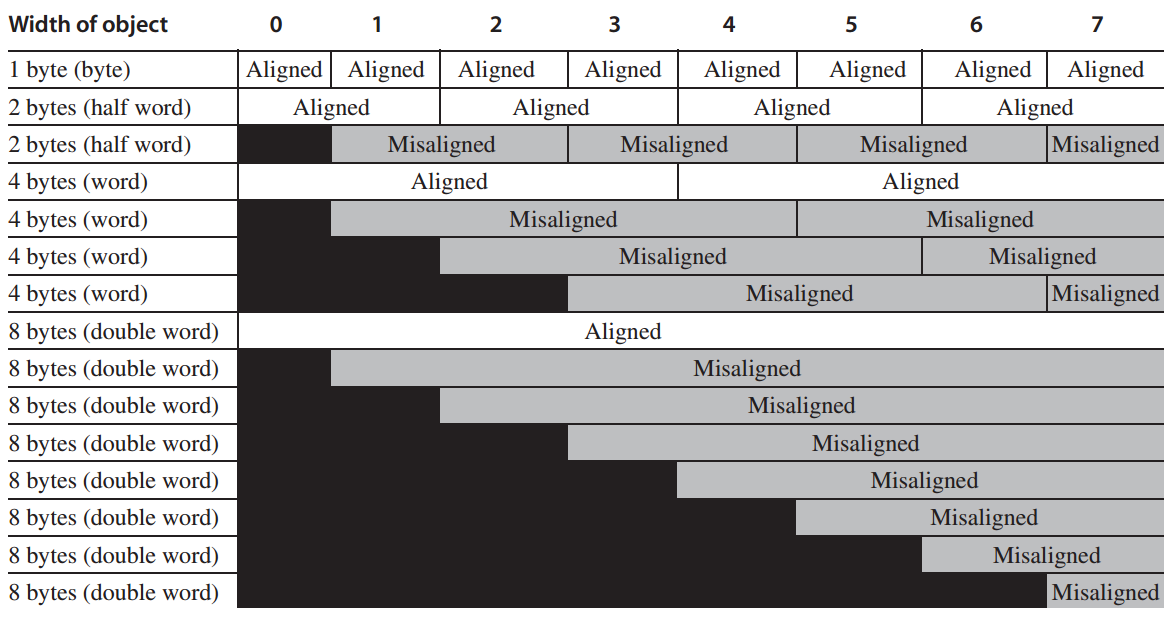 Width of object 0 1 2 3 4 5 6 7
1 byte (byte) Aligned Aligned Aligned Aligned Aligned Aligned Aligned Aligned
2 bytes (half word) Aligned Aligned Aligned Aligned
2 bytes (half word) Misaligned Misaligned Misaligned Misaligned
4 bytes (word) Aligned Aligned
4 bytes (word) Misaligned Misaligned
4 bytes (word) Misaligned Misaligned
4 bytes (word) Misaligned Misaligned
8 bytes (double word) Aligned
8 bytes (double word) Misaligned
8 bytes (double word) Misaligned
8 bytes (double word) Misaligned
8 bytes (double word) Misaligned
8 bytes (double word) Misaligned
8 bytes (double word) Misaligned
8 bytes (double word) Misaligned